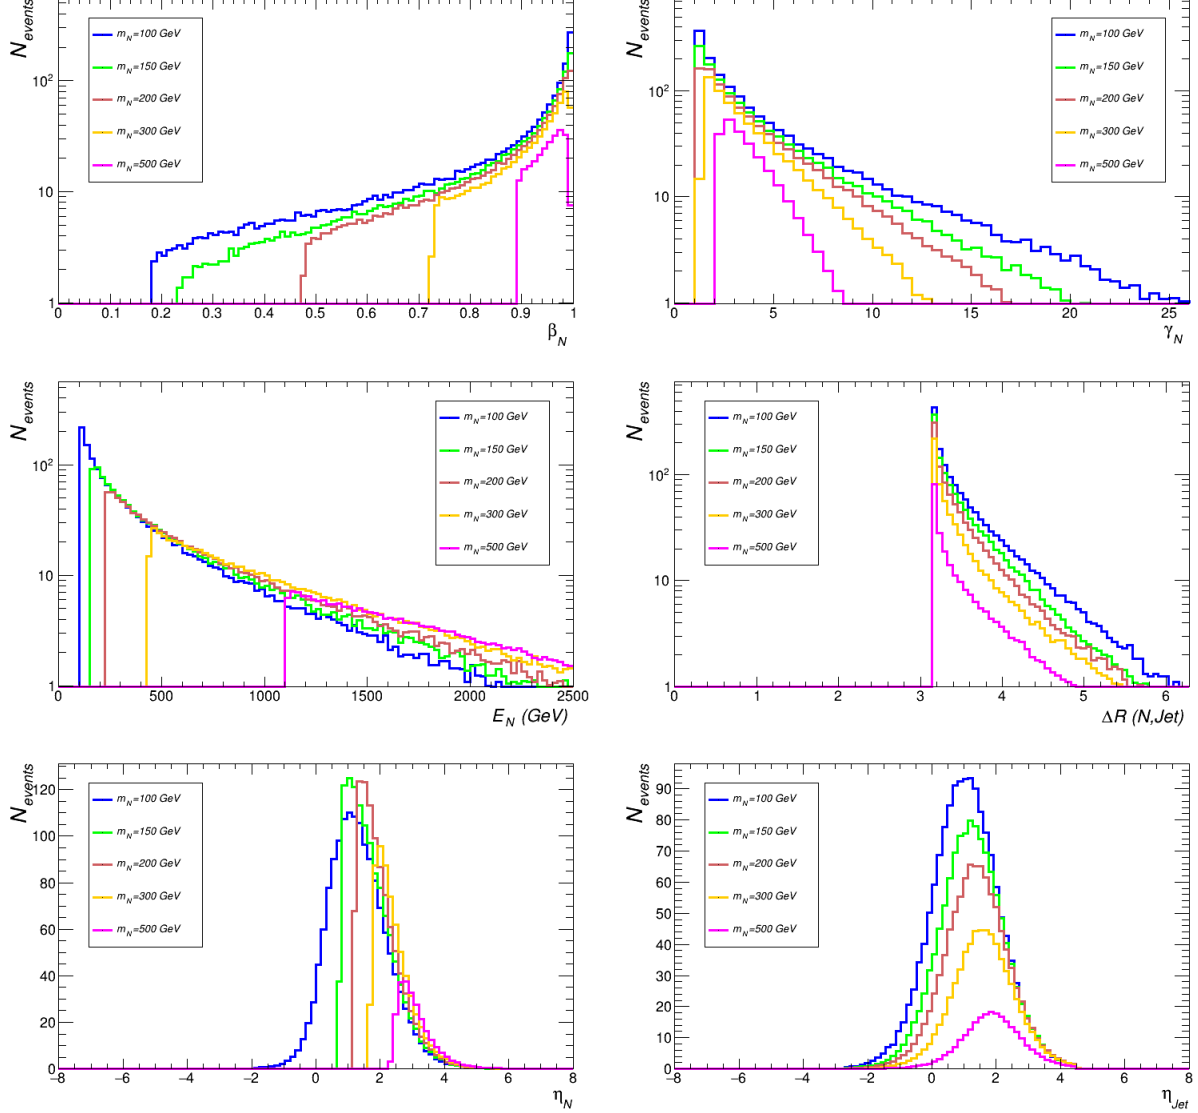 N_events
10²
10
1
m_N=100 GeV
m_N=150 GeV
m_N=200 GeV
m_N=300 GeV
m_N=500 GeV
0 0.1 0.2 0.3 0.4 0.5 0.6 0.7 0.8 0.9 1
β_N
N_events
10²
10
1
m_N=100 GeV
m_N=150 GeV
m_N=200 GeV
m_N=300 GeV
m_N=500 GeV
0 5 10 15 20 25
γ_N
N_events
10²
10
1
m_N=100 GeV
m_N=150 GeV
m_N=200 GeV
m_N=300 GeV
m_N=500 GeV
0 500 1000 1500 2000 2500
E_N (GeV)
N_events
10²
10
1
m_N=100 GeV
m_N=150 GeV
m_N=200 GeV
m_N=300 GeV
m_N=500 GeV
0 1 2 3 4 5 6
ΔR (N,Jet)
N_events
120
100
80
60
40
20
0
m_N=100 GeV
m_N=150 GeV
m_N=200 GeV
m_N=300 GeV
m_N=500 GeV
−8 −6 −4 −2 0 2 4 6 8
η_N
N_events
90
80
70
60
50
40
30
20
10
0
m_N=100 GeV
m_N=150 GeV
m_N=200 GeV
m_N=300 GeV
m_N=500 GeV
−8 −6 −4 −2 0 2 4 6 8
η_Jet